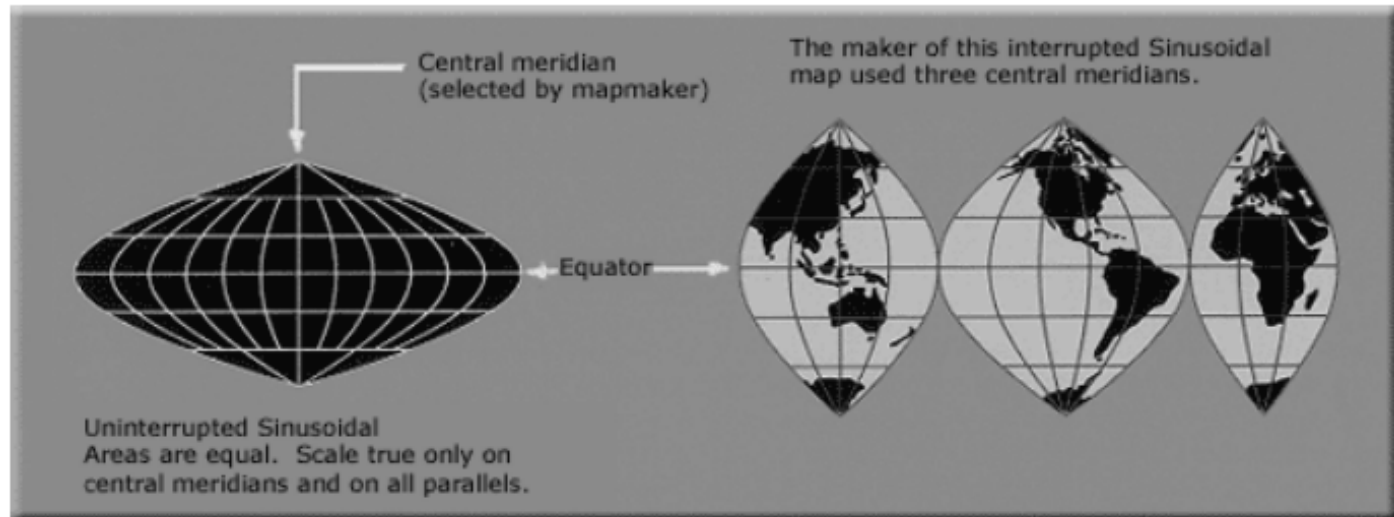 Central meridian
(selected by mapmaker)
The maker of this interrupted Sinusoidal
map used three central meridians.
Equator
Uninterrupted Sinusoidal
Areas are equal.  Scale true only on
central meridians and on all parallels.